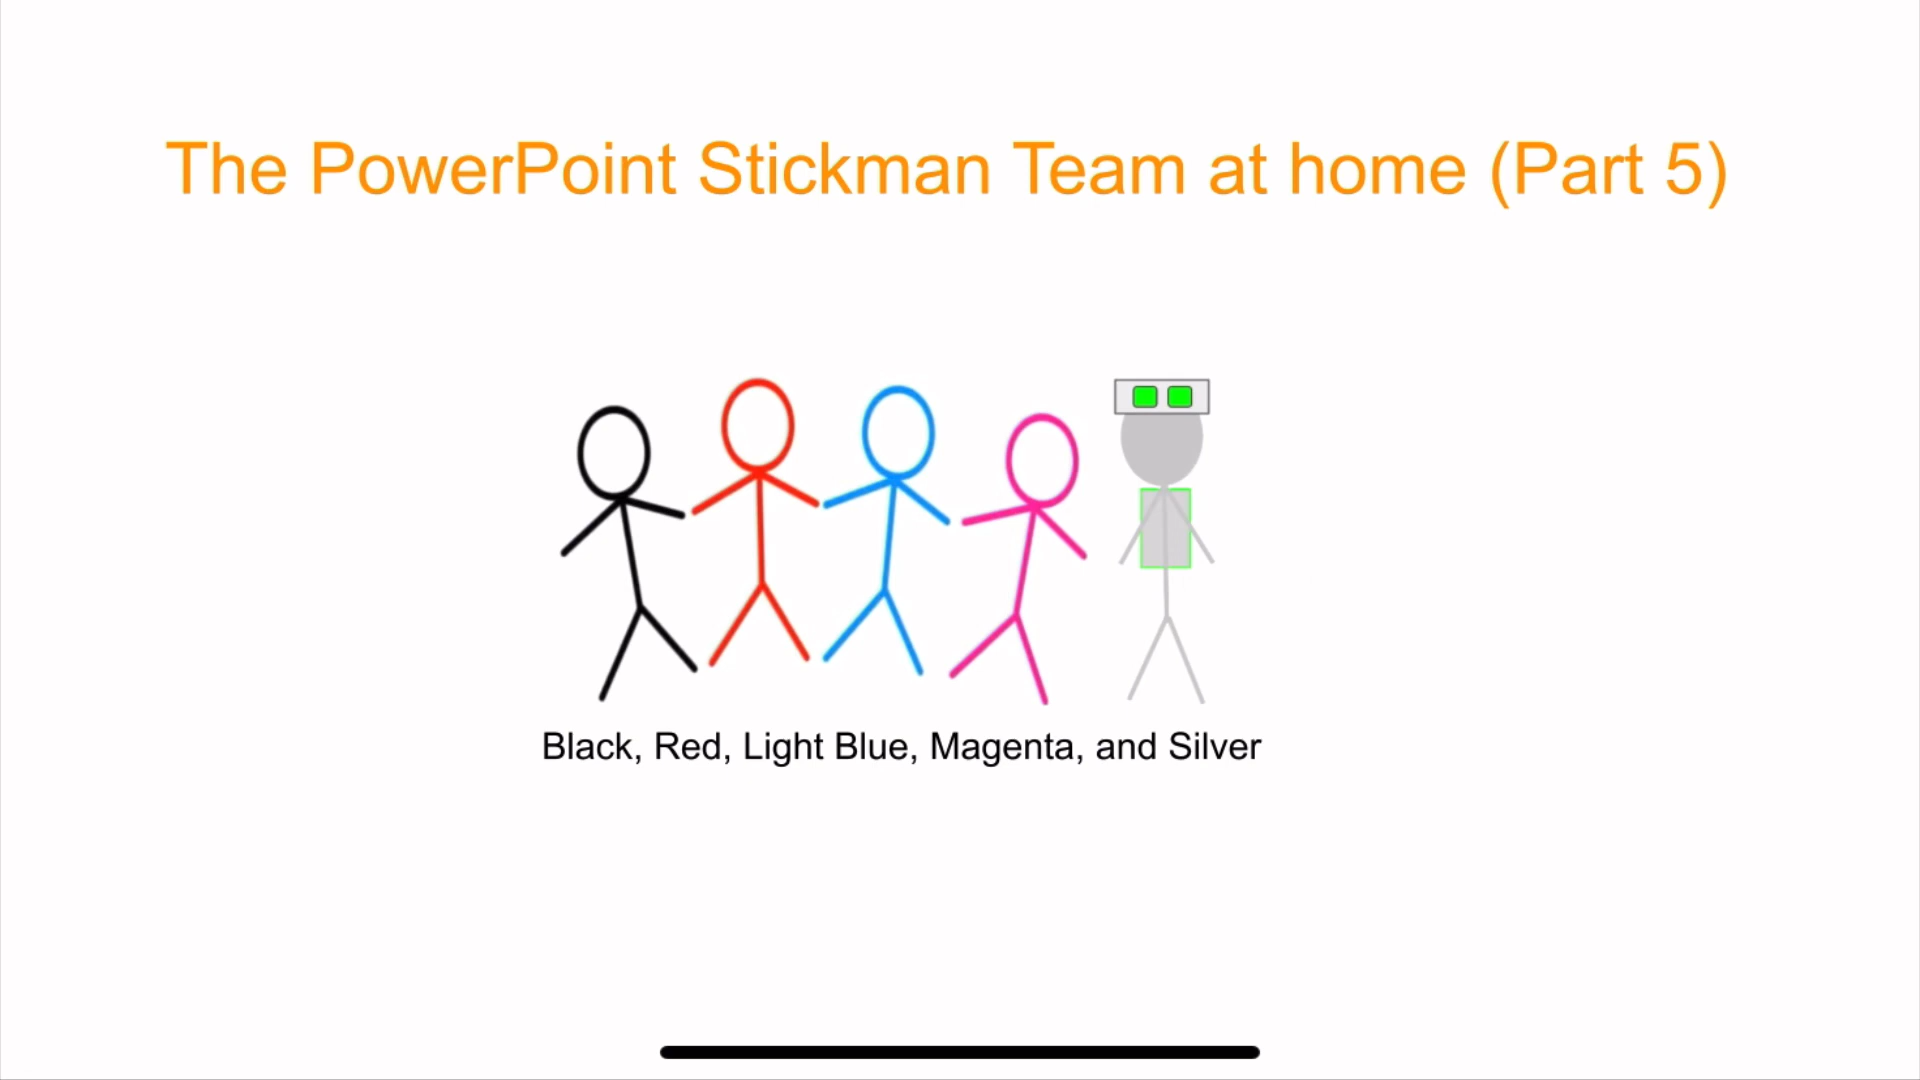 The PowerPoint Stickman Team at home (Part 5)
Black, Red, Light Blue, Magenta, and Silver